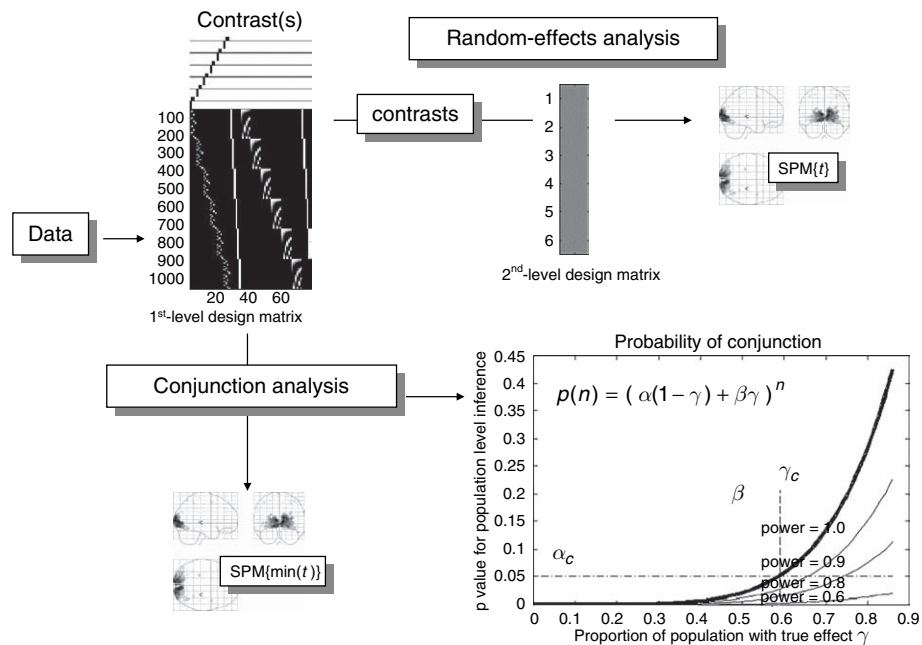 Contrast(s)
Random-effects analysis
contrasts
100
200
300
400
500
600
700
800
900
1000
20 40 60
1st-level design matrix
1
2
3
4
5
6
2nd-level design matrix
SPM{t}
Data
Conjunction analysis
SPM{min(t)}
Probability of conjunction
p(n) = (α(1 − γ) + βγ)^n
p value for population level inference
0.45
0.4
0.35
0.3
0.25
0.2
0.15
0.1
0.05
0
β
γc
αc
power = 1.0
power = 0.9
power = 0.8
power = 0.6
0 0.1 0.2 0.3 0.4 0.5 0.6 0.7 0.8 0.9
Proportion of population with true effect γ